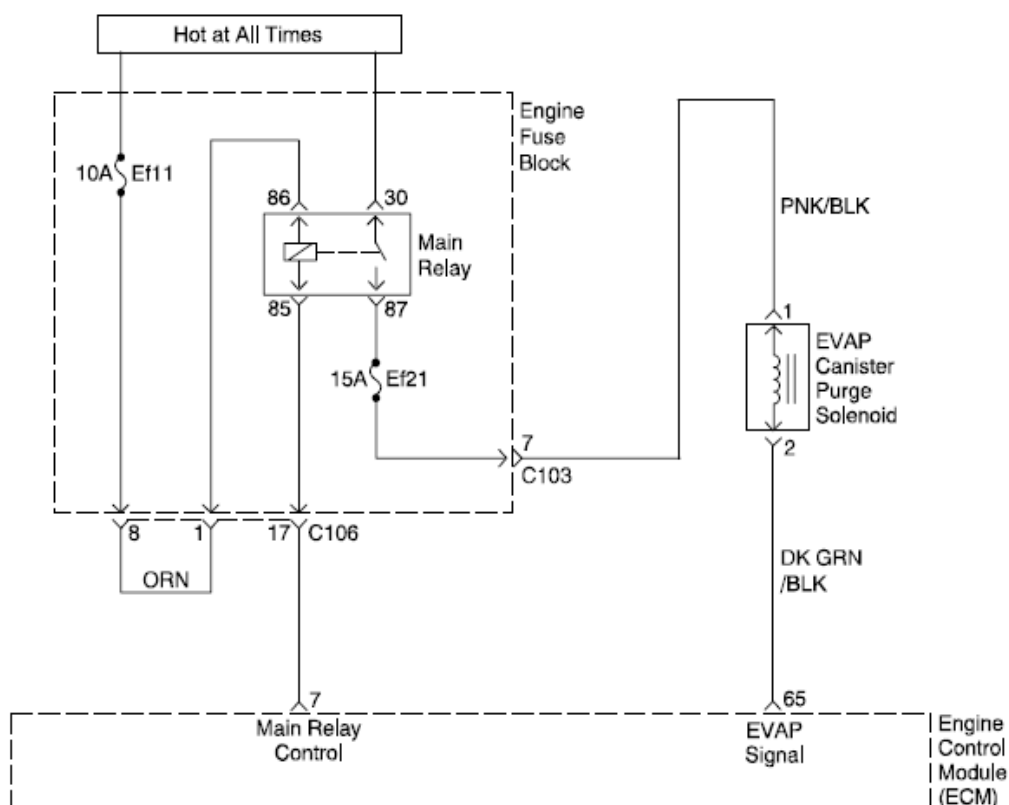 Hot at All Times
Engine
Fuse
Block
10A Ef11
86 30
Main
Relay
85 87
15A Ef21
7
C103
8 1 17 C106
ORN
PNK/BLK
1
EVAP
Canister
Purge
Solenoid
2
DK GRN
/BLK
7
Main Relay
Control
65
EVAP
Signal
Engine
Control
Module
(ECM)